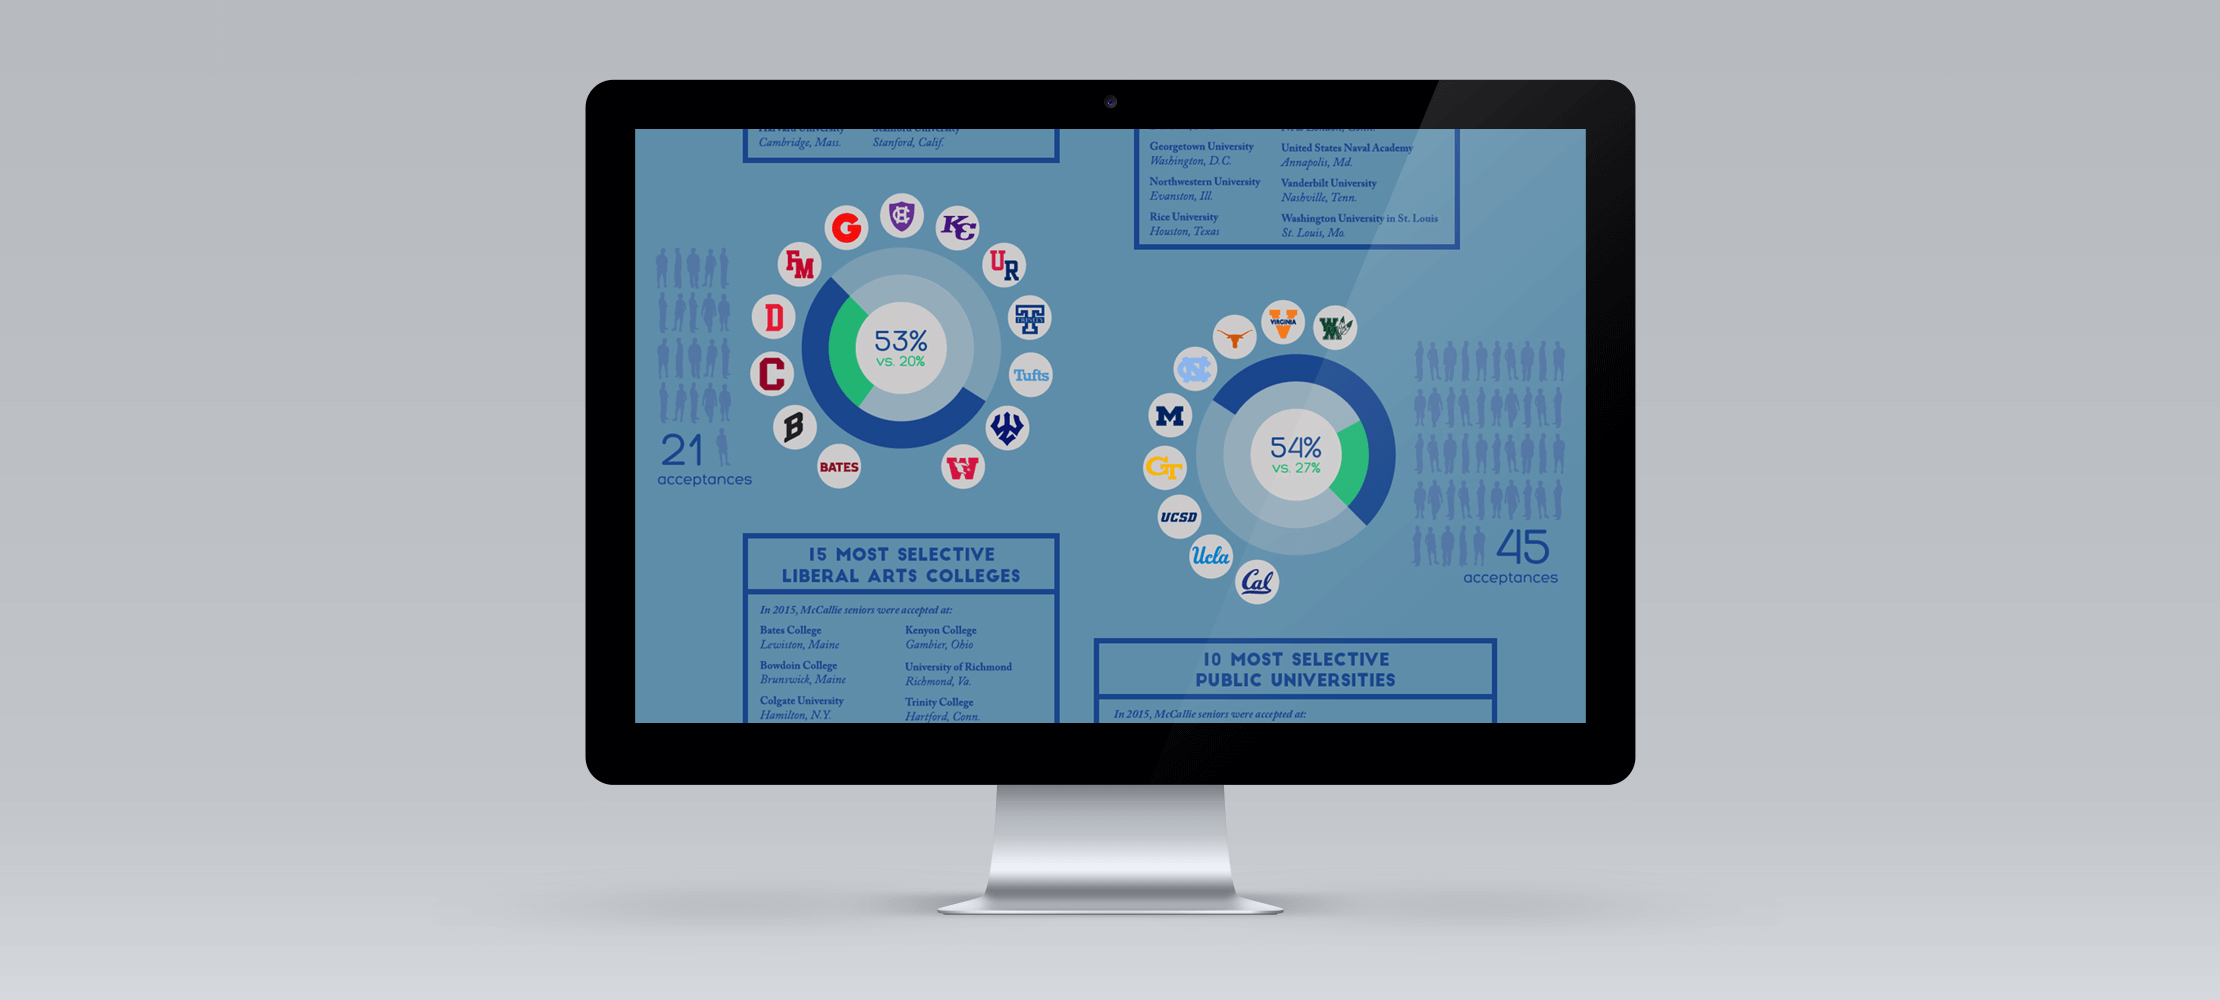 Harvard University
Stanford University
Cambridge, Mass.
Stanford, Calif.
New London, Conn.
Georgetown University
Washington, D.C.
United States Naval Academy
Annapolis, Md.
Northwestern University
Evanston, Ill.
Vanderbilt University
Nashville, Tenn.
Rice University
Houston, Texas
Washington University in St. Louis
St. Louis, Mo.
G
KC
FM
UR
D
T
TRINITY
C
Tufts
B
BATES
W
53%
vs. 20%
21
acceptances
15 MOST SELECTIVE
LIBERAL ARTS COLLEGES
In 2015, McCallie seniors were accepted at:
Bates College
Lewiston, Maine
Kenyon College
Gambier, Ohio
Bowdoin College
Brunswick, Maine
University of Richmond
Richmond, Va.
Colgate University
Hamilton, N.Y.
Trinity College
Hartford, Conn.
V
VIRGINIA
WM
NC
M
GT
UCSD
Ucla
Cal
54%
vs. 27%
45
acceptances
10 MOST SELECTIVE
PUBLIC UNIVERSITIES
In 2015, McCallie seniors were accepted at: